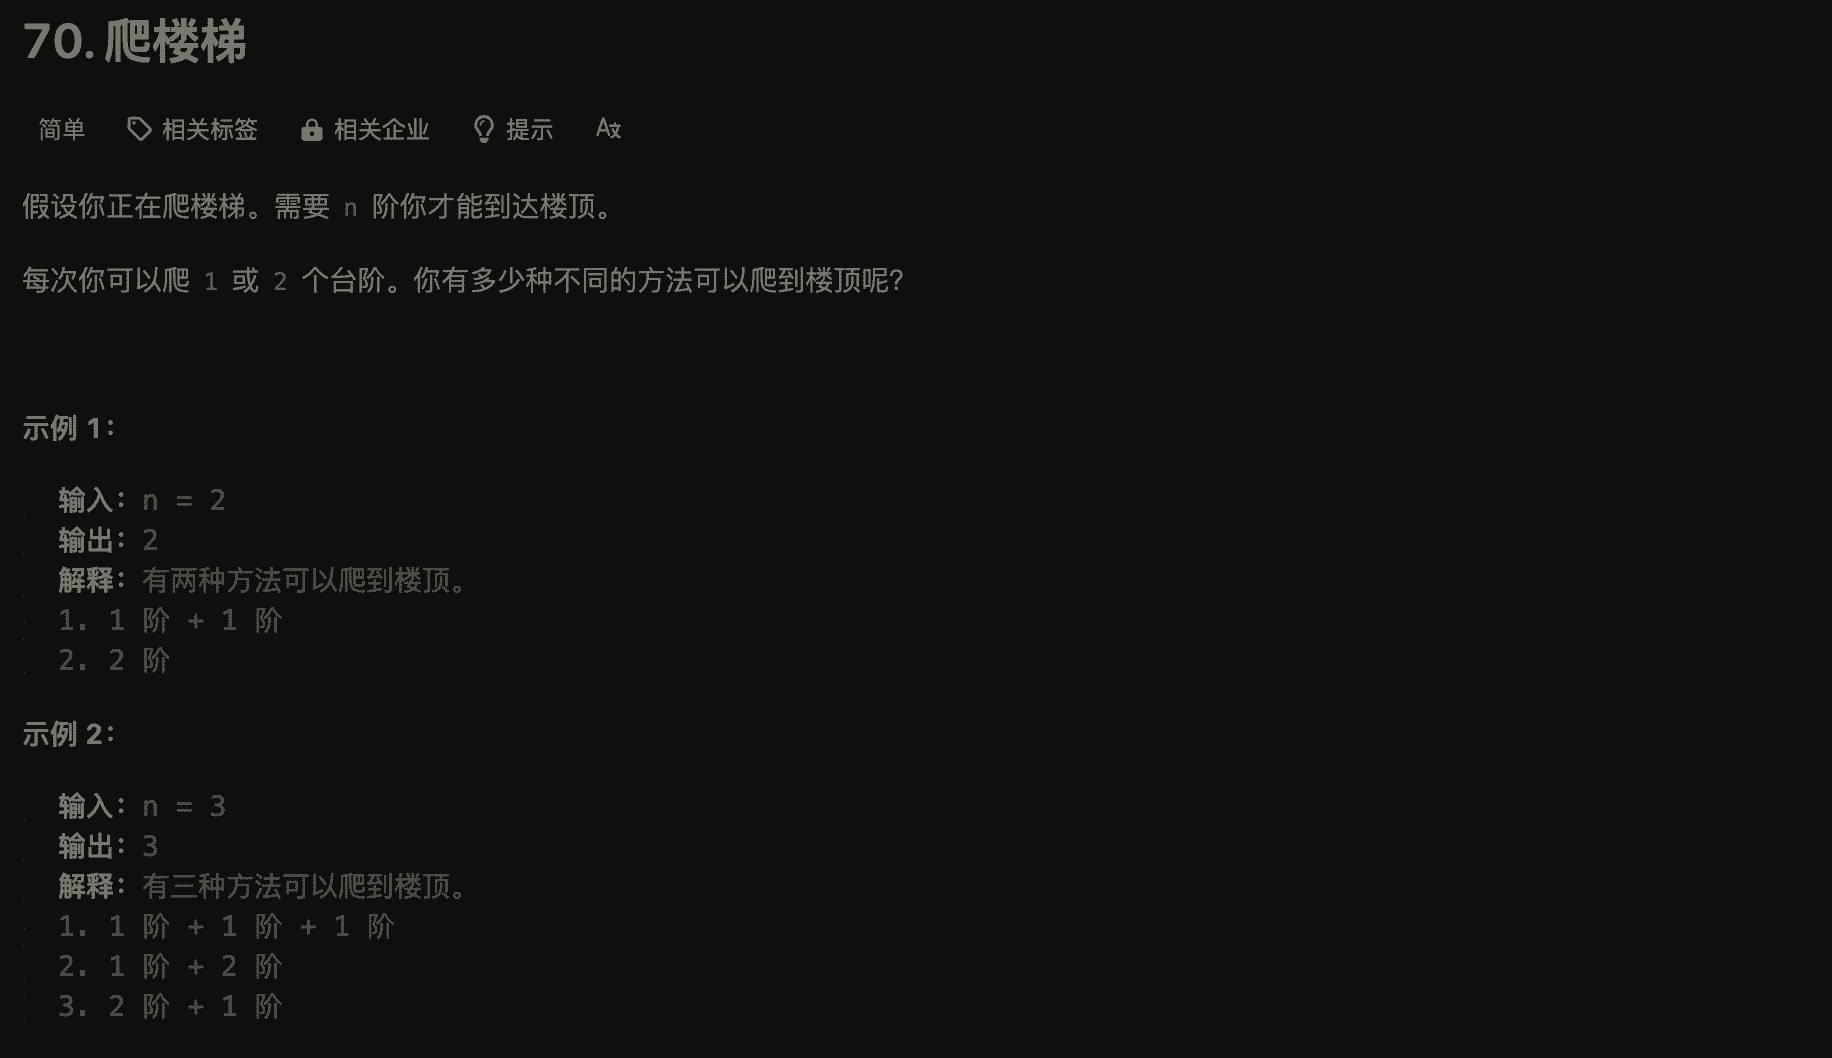 70. 爬楼梯
简单 相关标签 相关企业 提示 Ax
假设你正在爬楼梯。需要 n 阶你才能到达楼顶。
每次你可以爬 1 或 2 个台阶。你有多少种不同的方法可以爬到楼顶呢?
示例 1:
输入:n = 2
输出:2
解释:有两种方法可以爬到楼顶。
1. 1 阶 + 1 阶
2. 2 阶
示例 2:
输入:n = 3
输出:3
解释:有三种方法可以爬到楼顶。
1. 1 阶 + 1 阶 + 1 阶
2. 1 阶 + 2 阶
3. 2 阶 + 1 阶